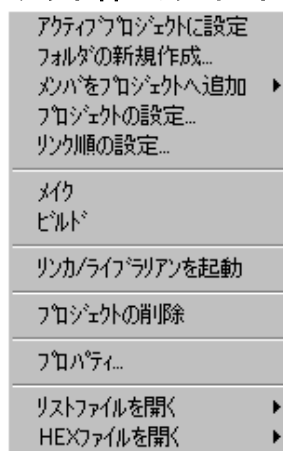 アクティブプロジェクトに設定
フォルダの新規作成...
メンバをプロジェクトへ追加
プロジェクトの設定...
リンク順の設定...
メイク
ビルド
リンカ/ライブラリアンを起動
プロジェクトの削除
プロパティ...
リストファイルを開く
HEXファイルを開く